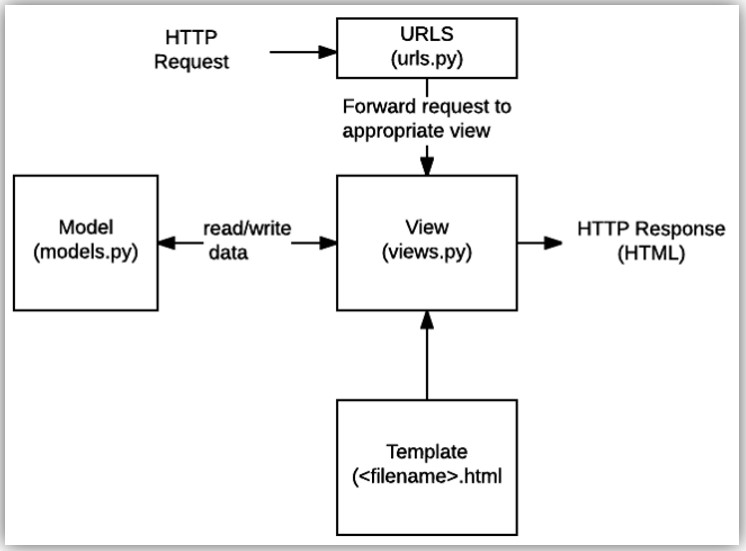 HTTP
Request
URLS
(urls.py)
Forward request to
appropriate view
Model
(models.py)
read/write
data
View
(views.py)
HTTP Response
(HTML)
Template
(<filename>.html